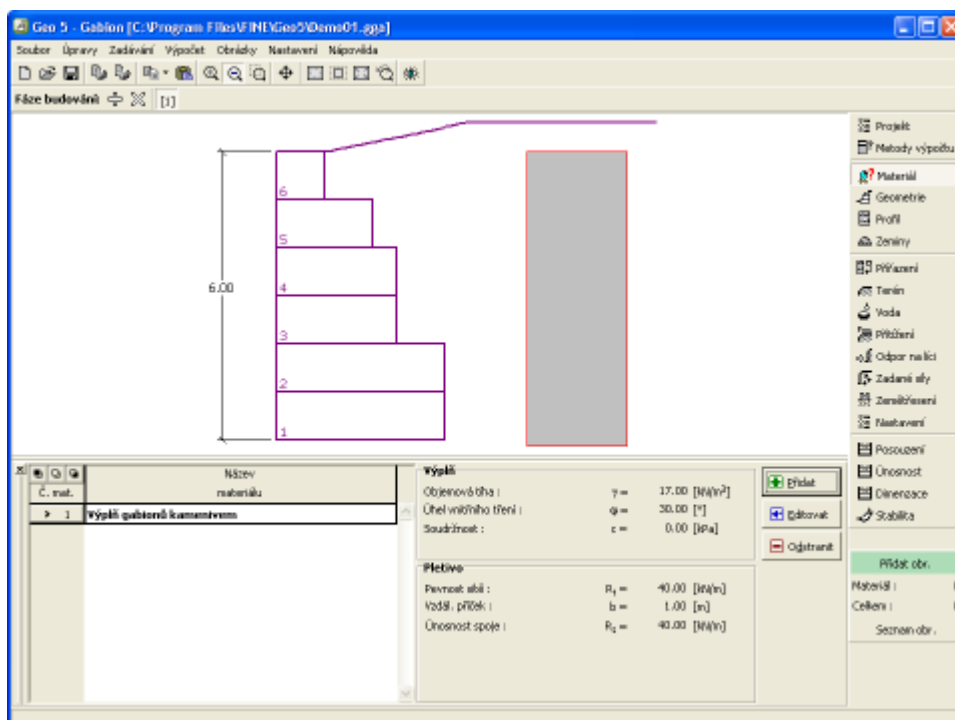 Geo 5 - Gabion [C:\Program Files\FINE\Geo5\Demo01.gga]
Soubor Úpravy Zadávání Výpočet Obrázky Nastavení Nápověda
Fáze budování [1]
Projekt
Metody výpočtu
Materiál
Geometrie
Profil
Zeminy
Přiřazení
Terén
Voda
Přitížení
Odpor na líci
Zadané síly
Zemětřesení
Nastavení
Posouzení
Únosnost
Dimenzace
Stabilita
Přidat obr.
Materiál :
Celkem :
Seznam obr.
6.00
6
5
4
3
2
1
Č. mat.
Název
materiálu
1 Výplň gabionů kamenivem
Výplň
Objemová tíha : γ = 17.00 [kN/m³]
Úhel vnitřního tření : φ = 30.00 [°]
Soudržnost : c = 0.00 [kPa]
Pletivo
Pevnost sítě : Rt = 40.00 [kN/m]
Vzdál. příček : b = 1.00 [m]
Únosnost spoje : Rs = 40.00 [kN/m]
Přidat
Editovat
Odstranit